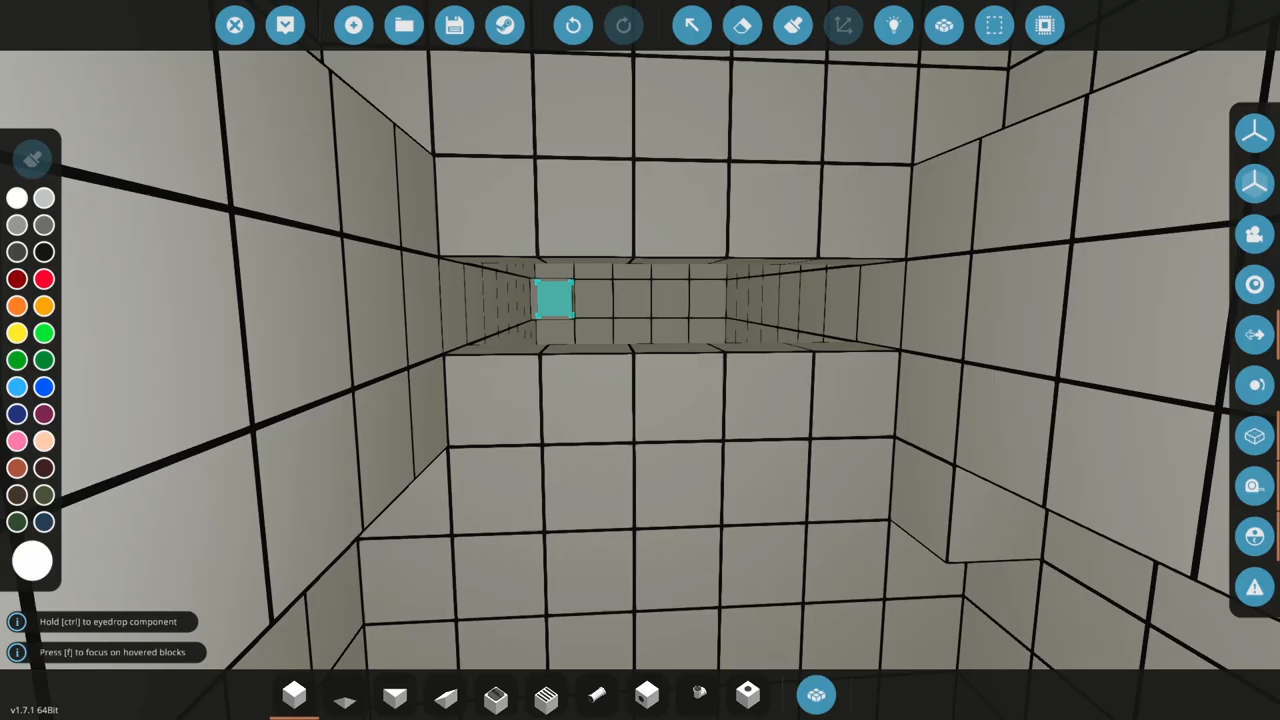 Hold [ctrl] to eyedrop component
Press [f] to focus on hovered blocks
v1.7.1 64Bit